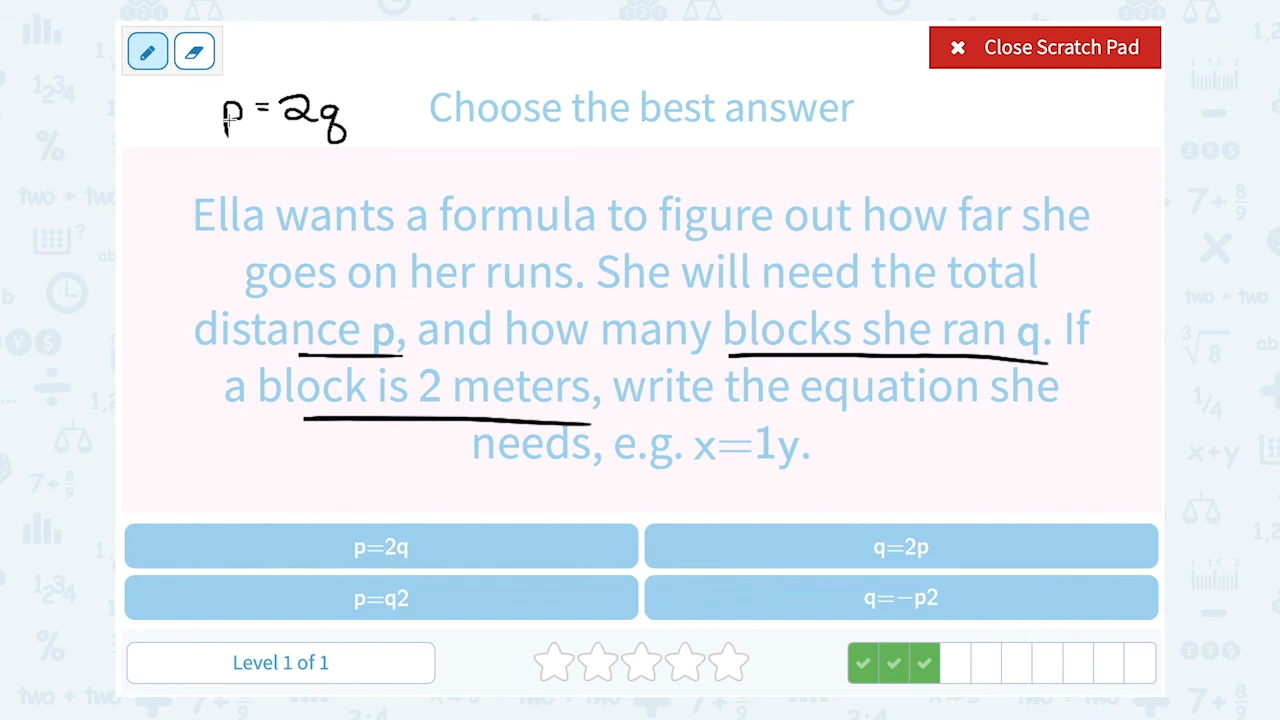 Close Scratch Pad
p = 2q
Choose the best answer
Ella wants a formula to figure out how far she
goes on her runs. She will need the total
distance p, and how many blocks she ran q. If
a block is 2 meters, write the equation she
needs, e.g. x=1y.
p=2q
q=2p
p=q2
q=−p2
Level 1 of 1